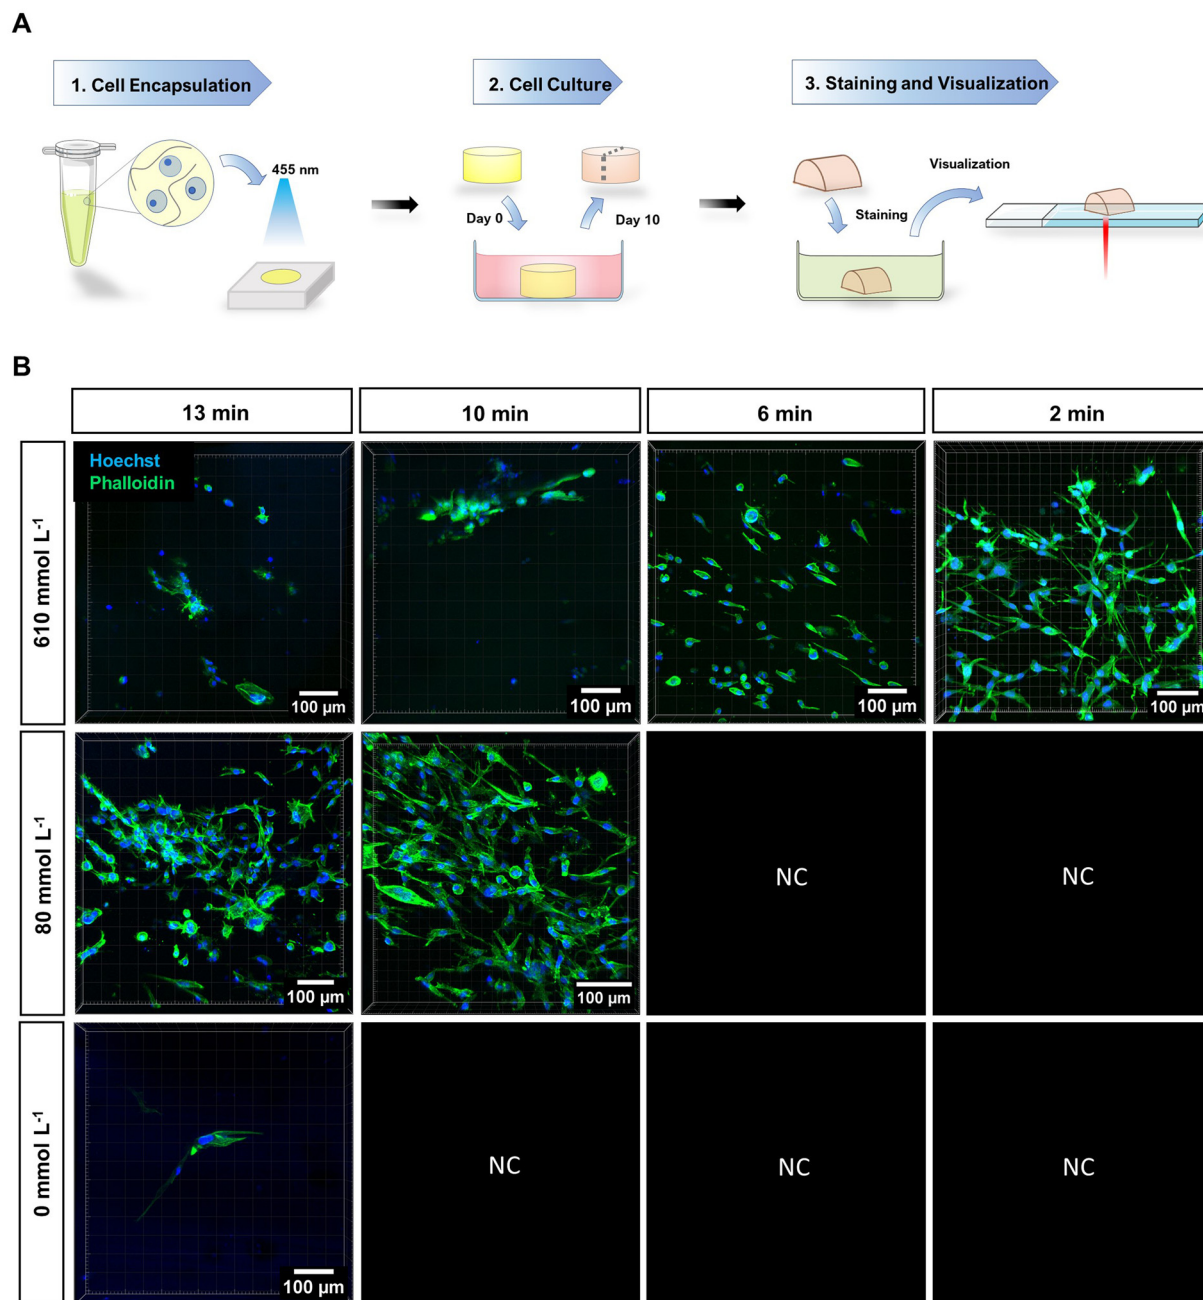 A
1. Cell Encapsulation
2. Cell Culture
3. Staining and Visualization
455 nm
Day 0
Day 10
Staining
Visualization
B
13 min
10 min
6 min
2 min
610 mmol L⁻¹
Hoechst
Phalloidin
100 µm
100 µm
100 µm
100 µm
80 mmol L⁻¹
100 µm
100 µm
NC
NC
0 mmol L⁻¹
100 µm
NC
NC
NC